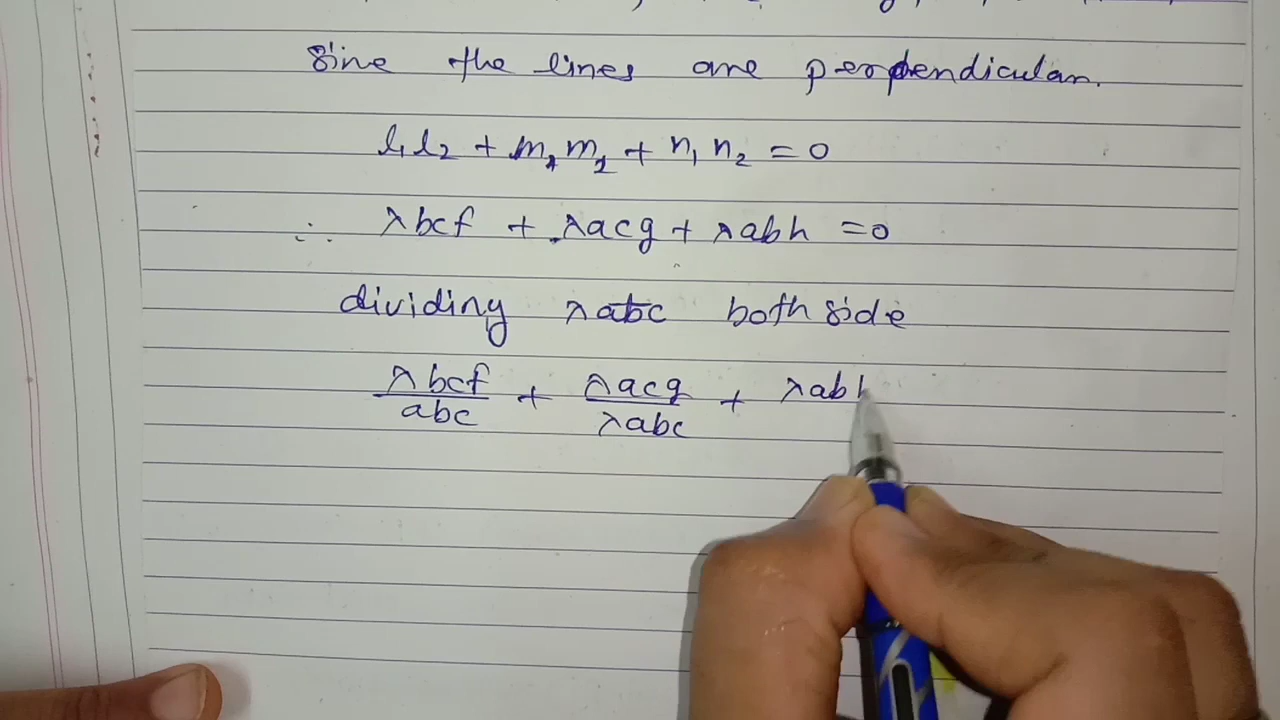 Sine the lines are perpendicular.
l₁l₂ + m₁m₂ + n₁n₂ = 0
∴ λbcf + λacg + λabh = 0
dividing λabc both side
λbcf/abc + λacg/λabc + λabh